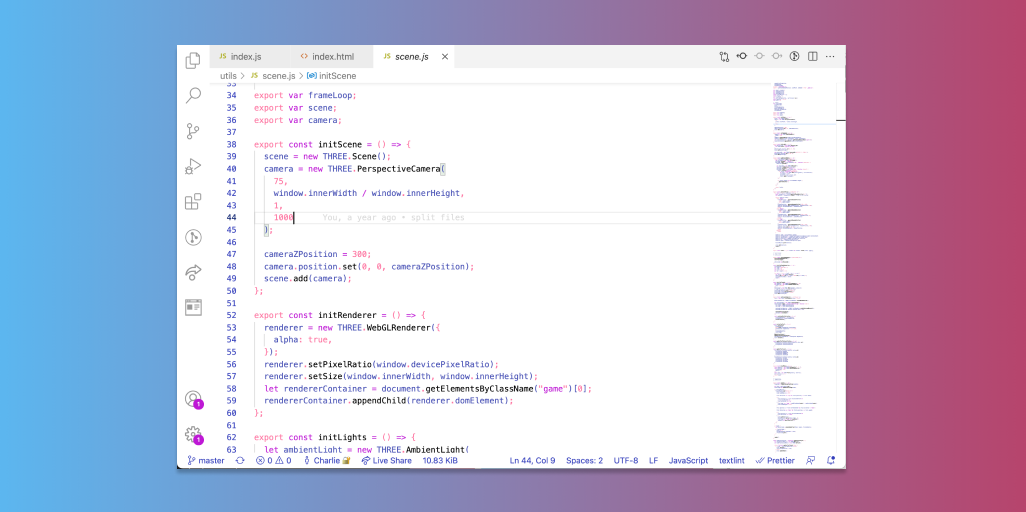 JS index.js <> index.html JS scene.js ×
utils > JS scene.js > initScene
33
34 export var frameLoop;
35 export var scene;
36 export var camera;
37
38 export const initScene = () => {
39 scene = new THREE.Scene();
40 camera = new THREE.PerspectiveCamera(
41 75,
42 window.innerWidth / window.innerHeight,
43 1,
44 1000 You, a year ago • split files
45 );
46
47 cameraZPosition = 300;
48 camera.position.set(0, 0, cameraZPosition);
49 scene.add(camera);
50 };
51
52 export const initRenderer = () => {
53 renderer = new THREE.WebGLRenderer({
54 alpha: true,
55 });
56 renderer.setPixelRatio(window.devicePixelRatio);
57 renderer.setSize(window.innerWidth, window.innerHeight);
58 let rendererContainer = document.getElementsByClassName("game")[0];
59 rendererContainer.appendChild(renderer.domElement);
60 };
61
62 export const initLights = () => {
63 let ambientLight = new THREE.AmbientLight(
1
1
master 0 0 Charlie Live Share 10.83 KiB Ln 44, Col 9 Spaces: 2 UTF-8 LF JavaScript textlint Prettier